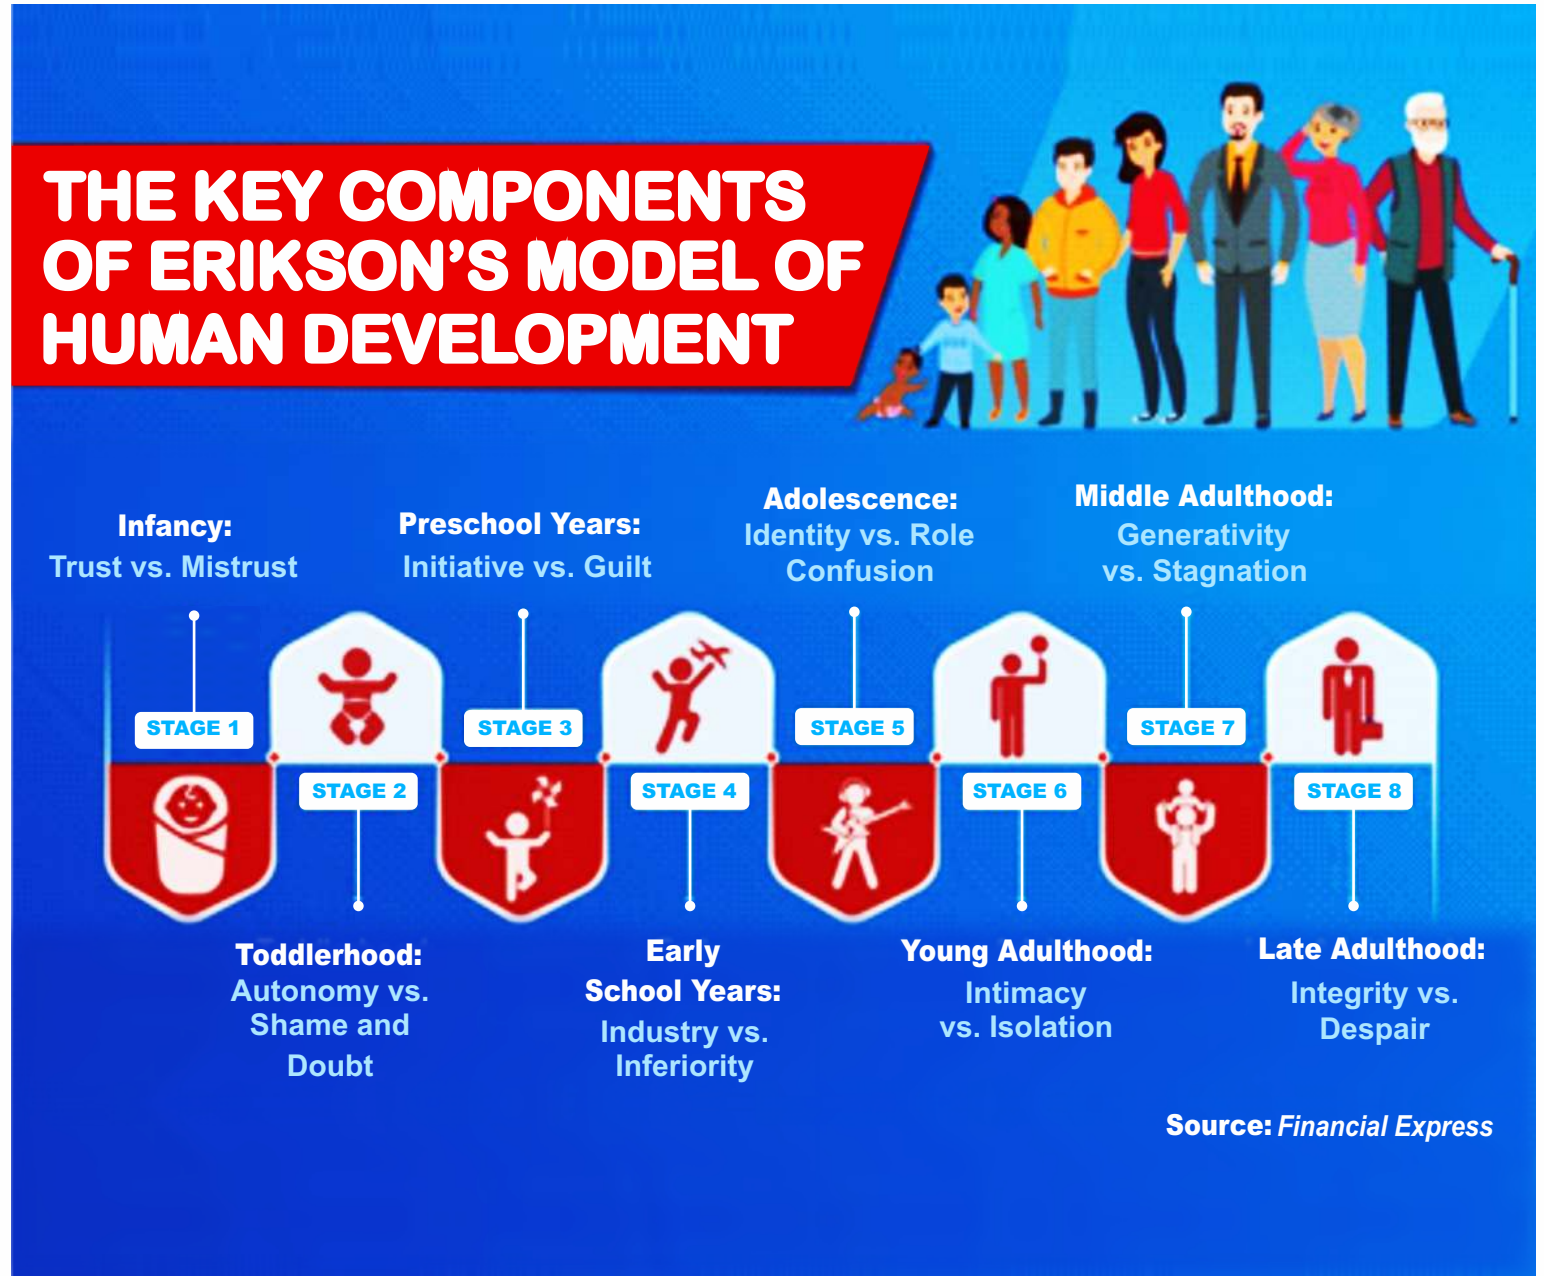 THE KEY COMPONENTS
OF ERIKSON’S MODEL OF
HUMAN DEVELOPMENT
Infancy:
Trust vs. Mistrust
STAGE 1
Toddlerhood:
Autonomy vs.
Shame and
Doubt
STAGE 2
Preschool Years:
Initiative vs. Guilt
STAGE 3
Early
School Years:
Industry vs.
Inferiority
STAGE 4
Adolescence:
Identity vs. Role
Confusion
STAGE 5
Young Adulthood:
Intimacy
vs. Isolation
STAGE 6
Middle Adulthood:
Generativity
vs. Stagnation
STAGE 7
Late Adulthood:
Integrity vs.
Despair
STAGE 8
Source: Financial Express